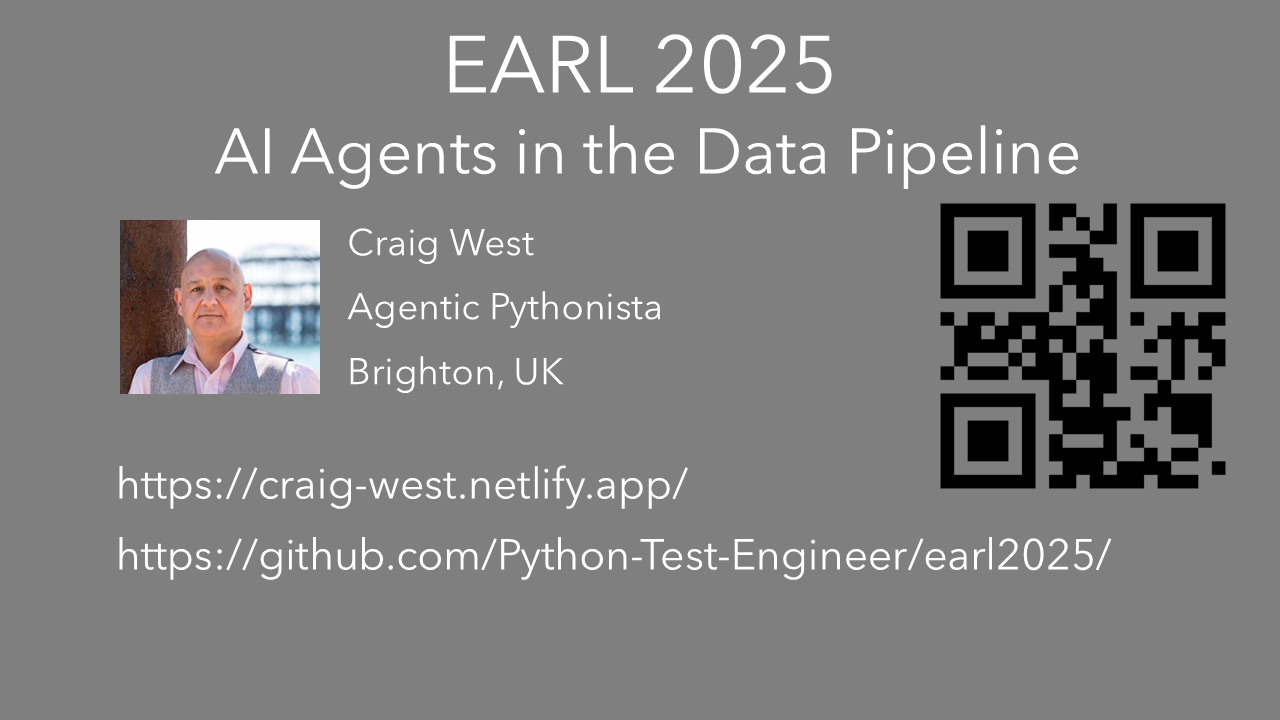 EARL 2025
AI Agents in the Data Pipeline
Craig West
Agentic Pythonista
Brighton, UK
https://craig-west.netlify.app/
https://github.com/Python-Test-Engineer/earl2025/